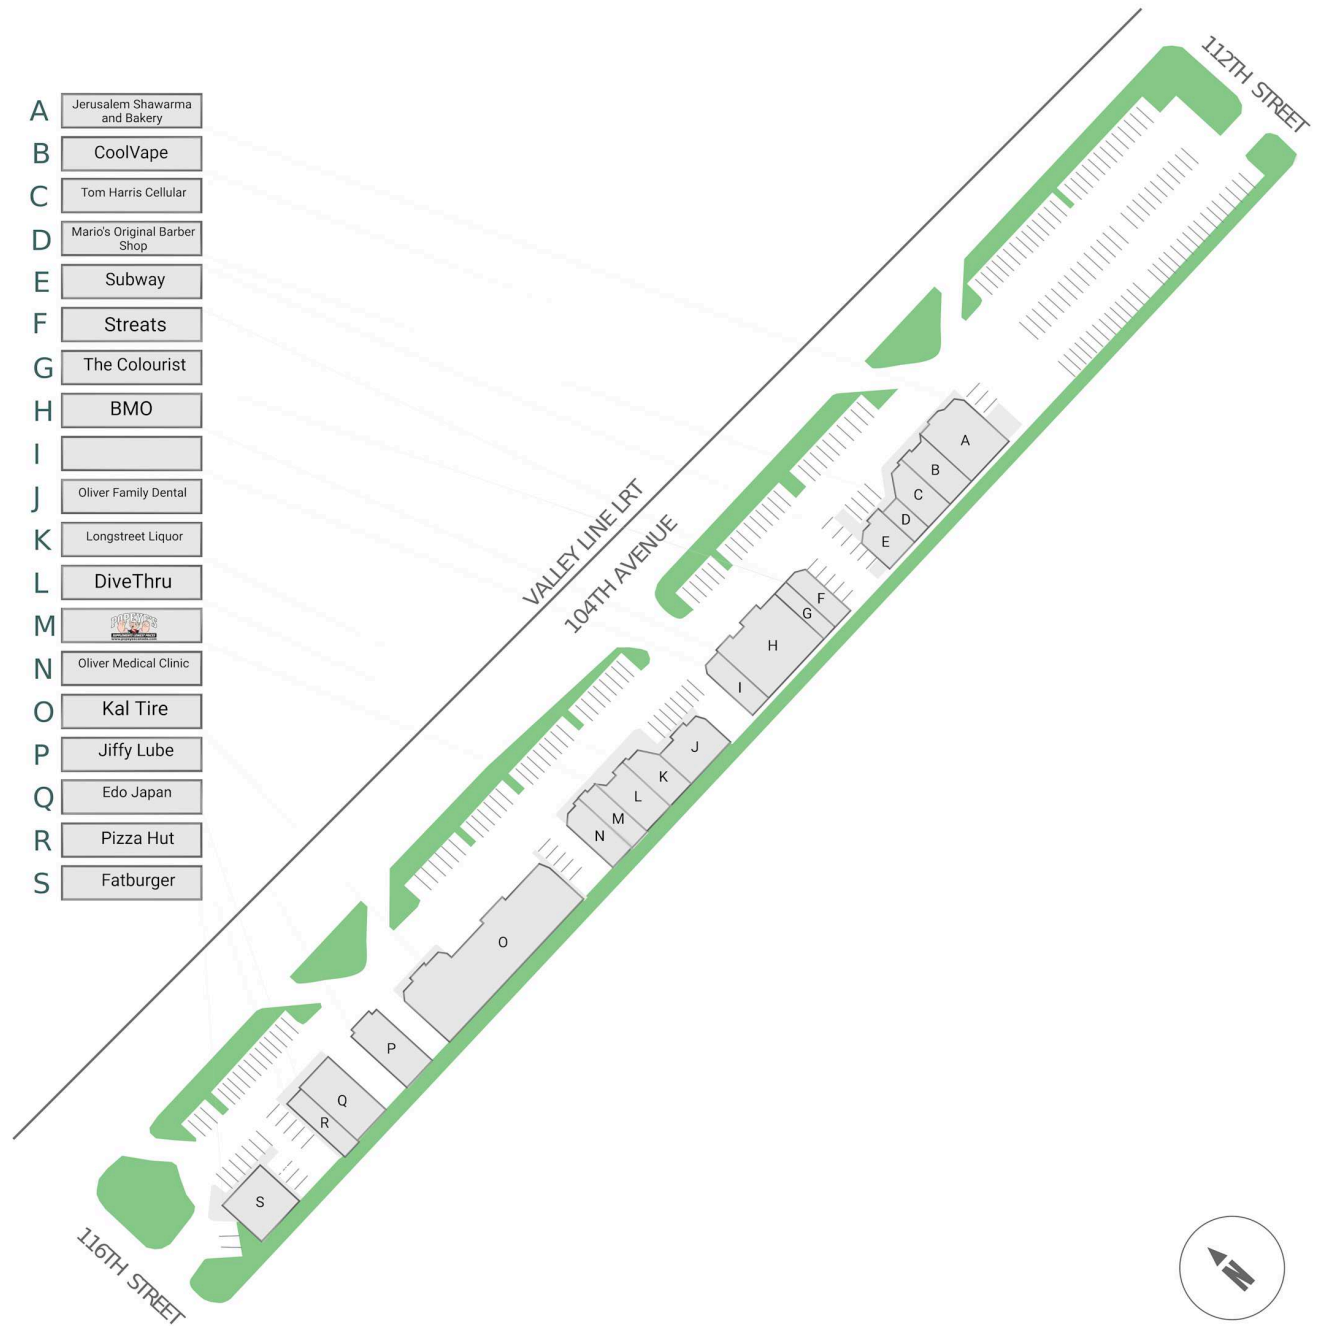 112TH STREET
A
Jerusalem Shawarma
and Bakery
B
CoolVape
C
Tom Harris Cellular
D
Mario's Original Barber
Shop
E
Subway
F
Streats
G
The Colourist
H
BMO
I
J
Oliver Family Dental
K
Longstreet Liquor
L
DiveThru
M
POPEYE'S
N
Oliver Medical Clinic
O
Kal Tire
P
Jiffy Lube
Q
Edo Japan
R
Pizza Hut
S
Fatburger
VALLEY LINE LRT
104TH AVENUE
A
B
C
D
E
F
G
H
I
J
K
L
M
N
O
P
Q
R
S
116TH STREET
N